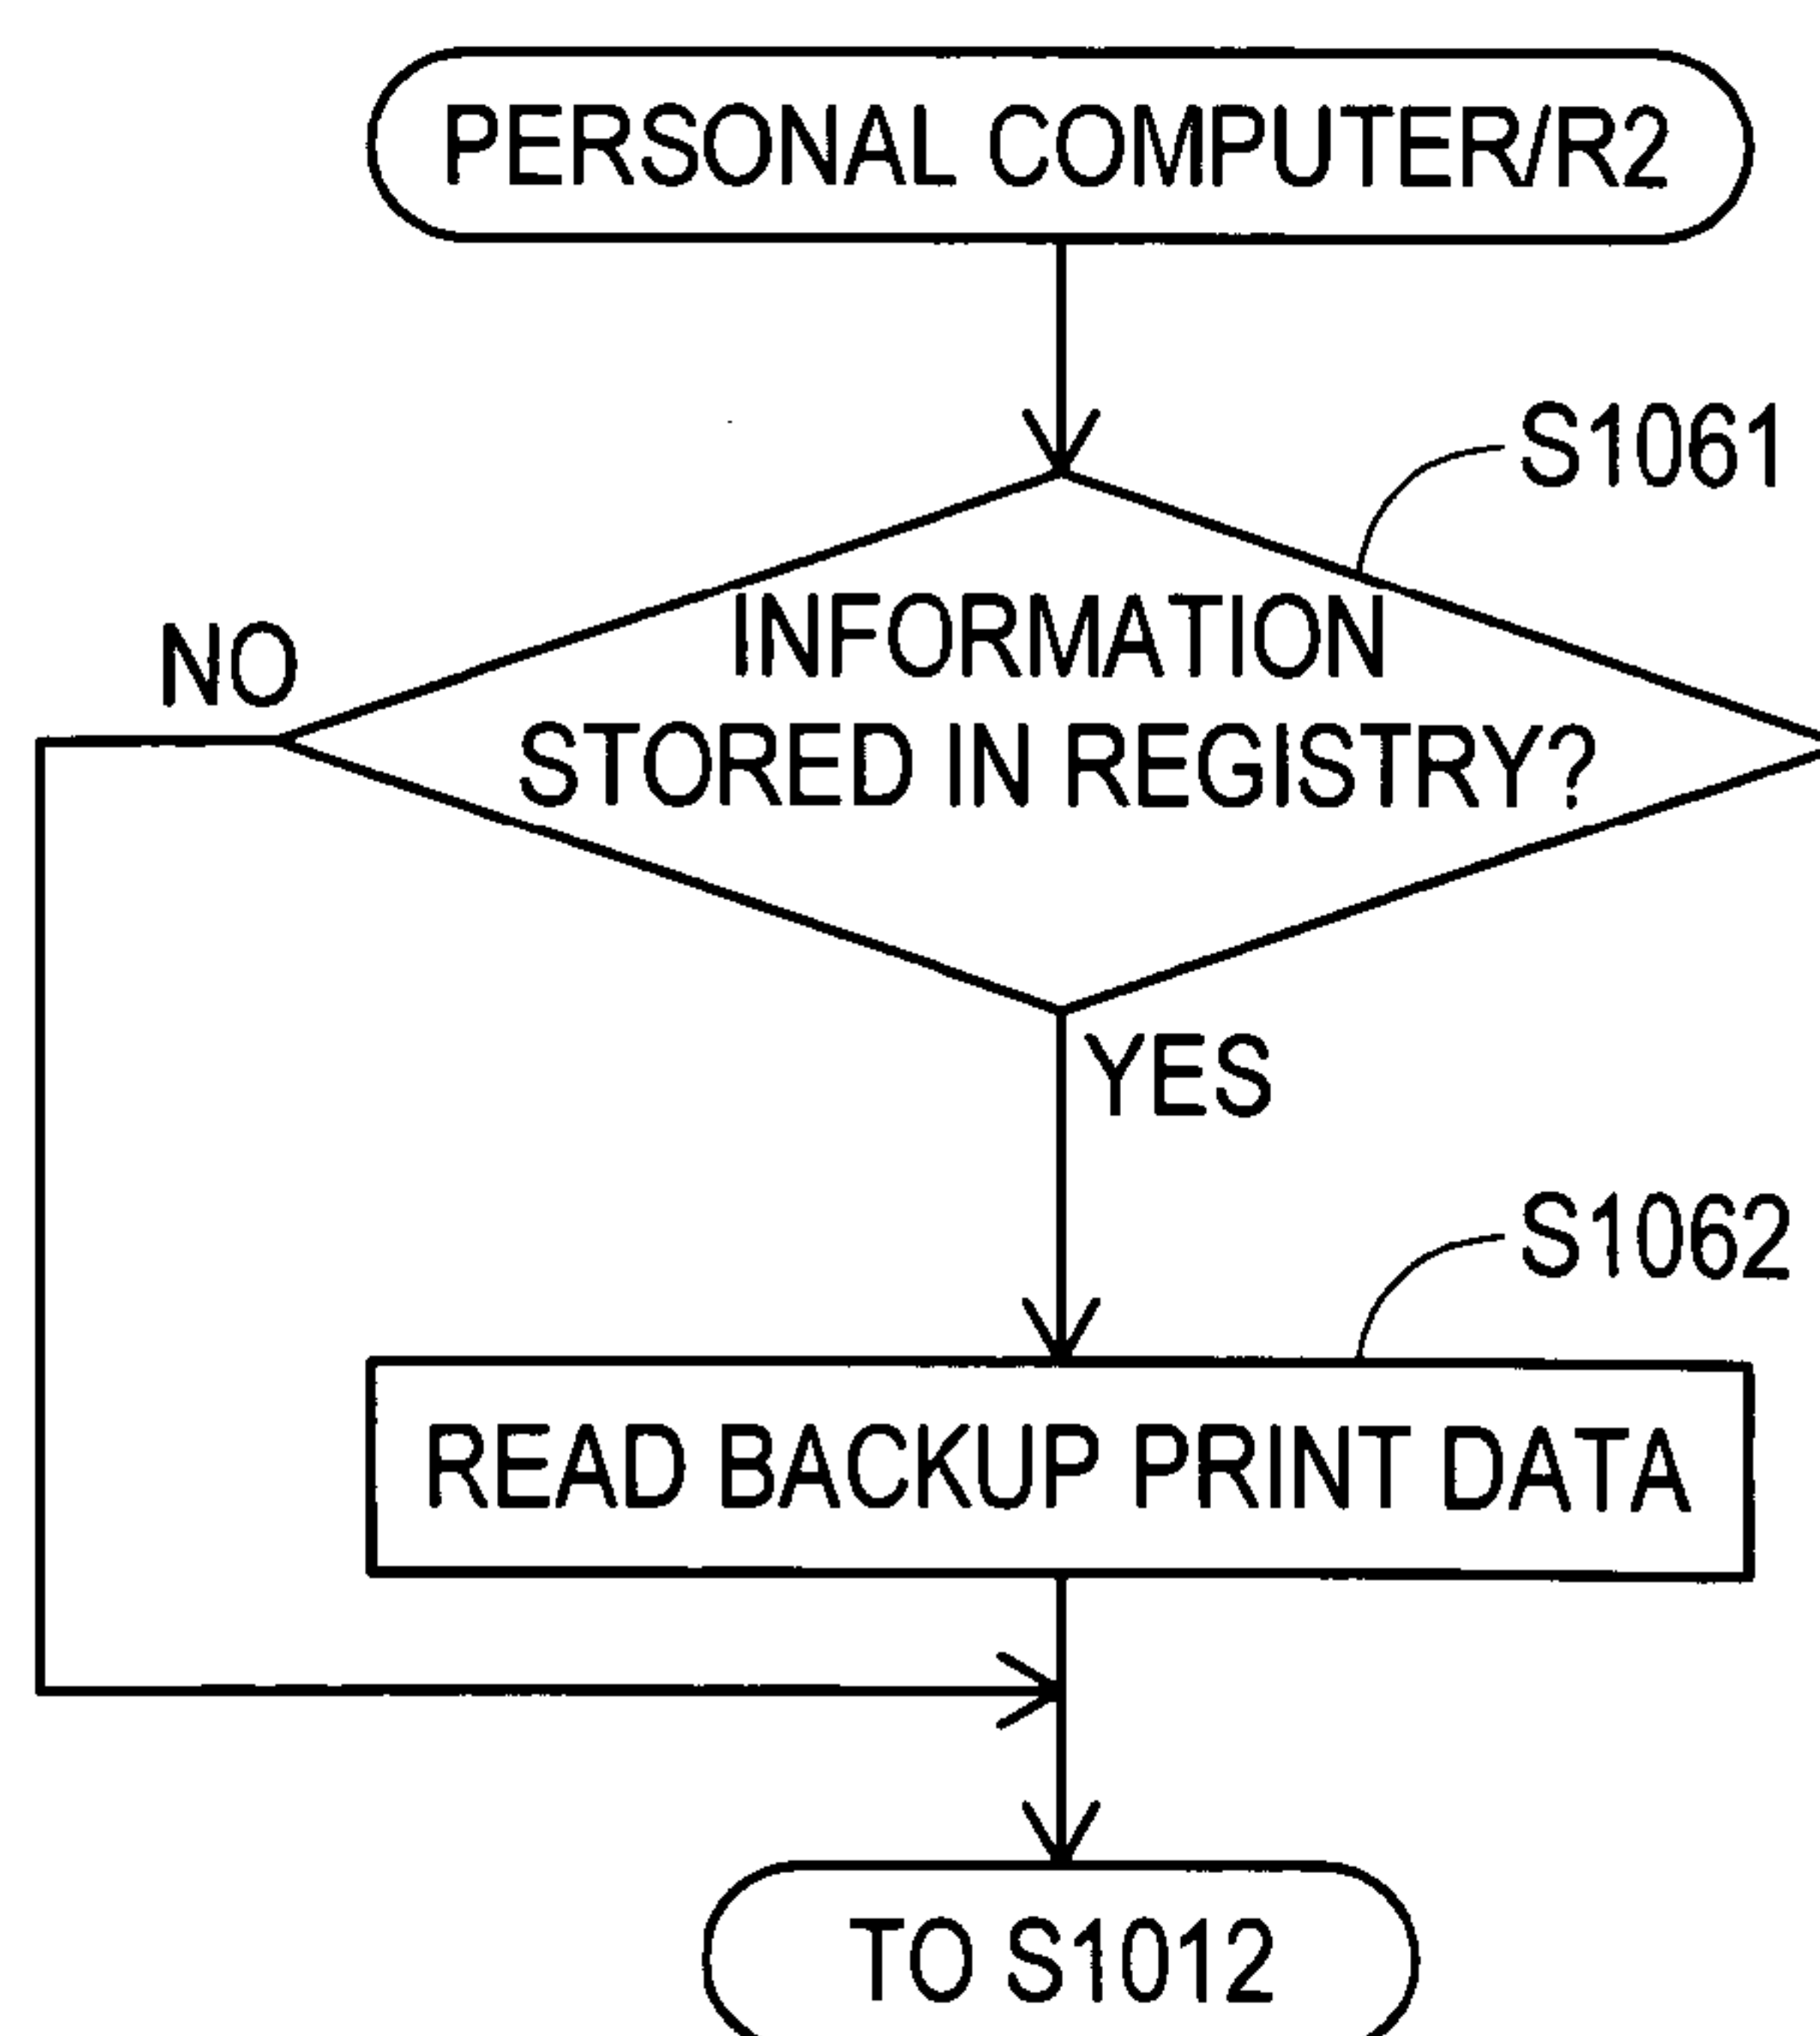 PERSONAL COMPUTER/R2
S1061
INFORMATION
STORED IN REGISTRY?
NO
YES
S1062
READ BACKUP PRINT DATA
TO S1012